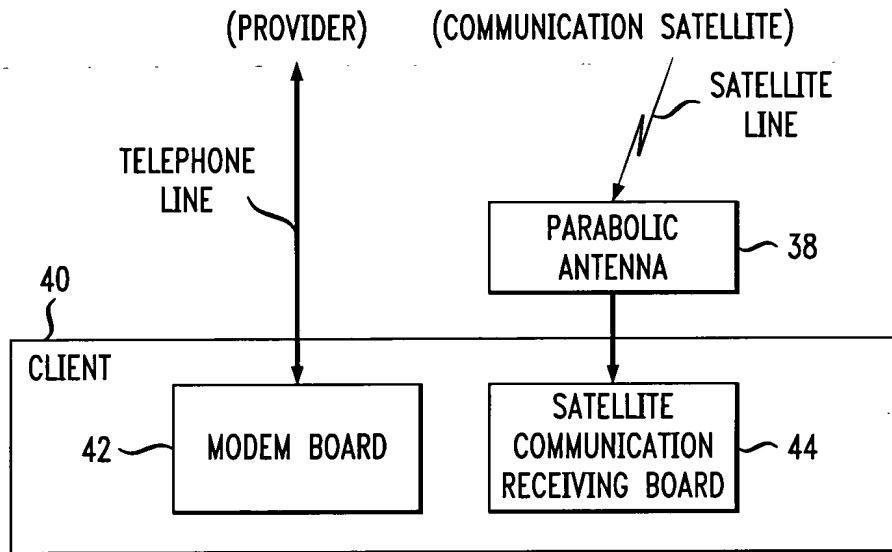 (PROVIDER) (COMMUNICATION SATELLITE)
SATELLITE
LINE
TELEPHONE
LINE
PARABOLIC
ANTENNA
38
40
CLIENT
42
MODEM BOARD
SATELLITE
COMMUNICATION
RECEIVING BOARD
44